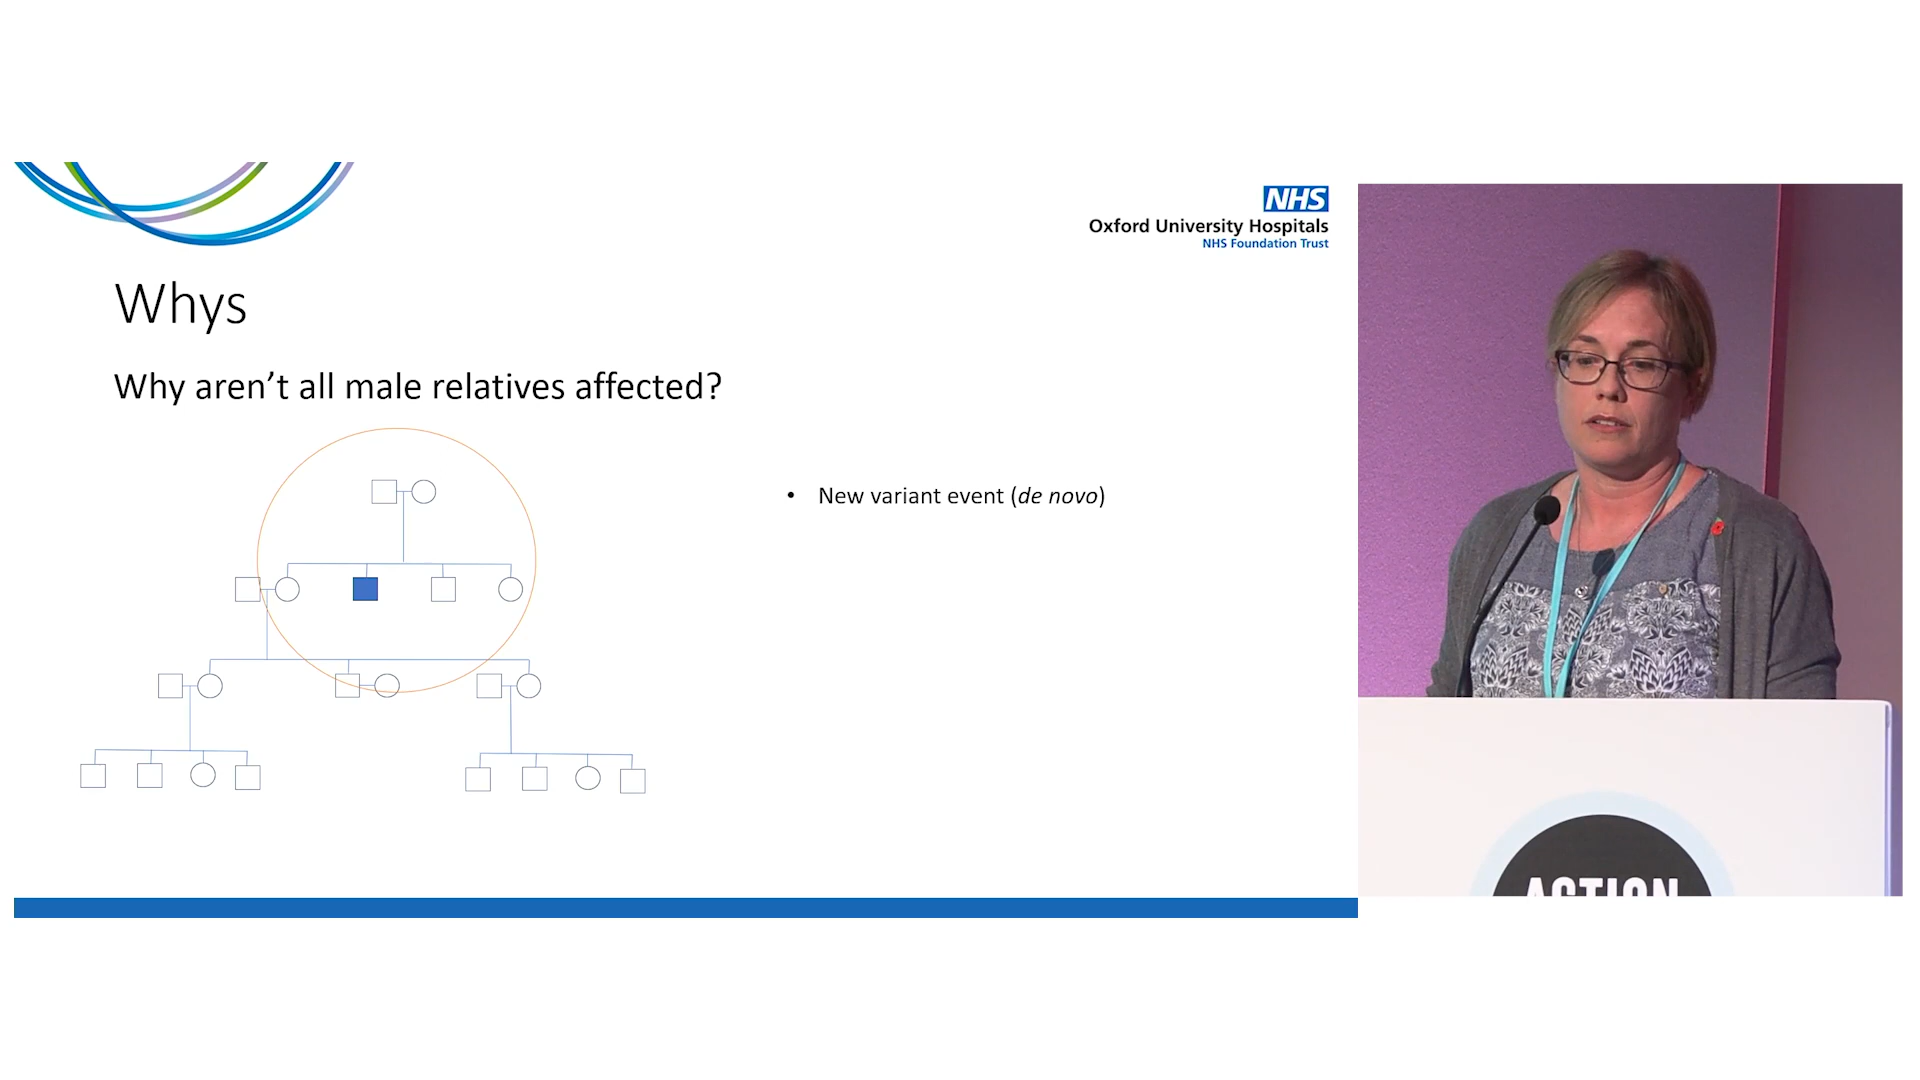 NHS
Oxford University Hospitals
NHS Foundation Trust
Whys
Why aren’t all male relatives affected?
• New variant event (de novo)
ACTION